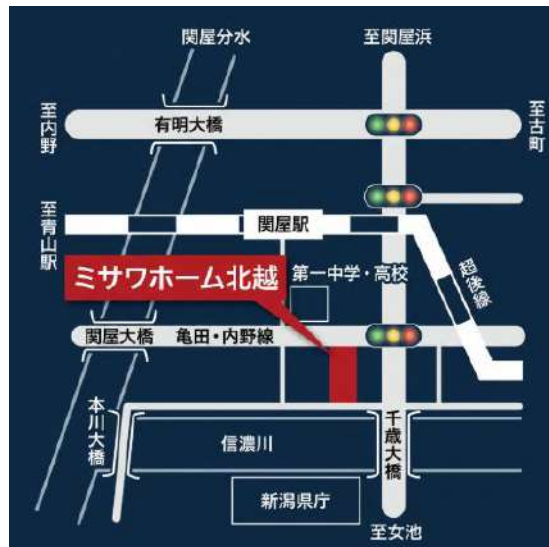 関屋分水
至関屋浜
至内野
有明大橋
至古町
至青山駅
関屋駅
ミサワホーム北越
第一中学・高校
超後線
関屋大橋
亀田・内野線
本川大橋
信濃川
千歳大橋
新潟県庁
至女池